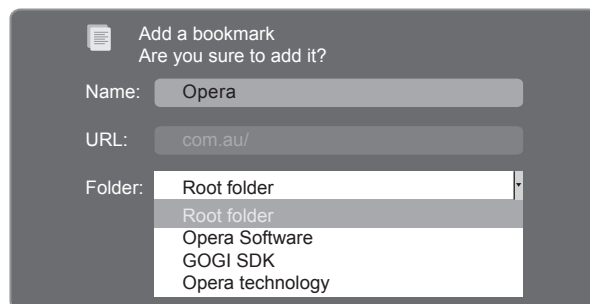 Add a bookmark
Are you sure to add it?
Name: Opera
URL: com.au/
Folder: Root folder
Root folder
Opera Software
GOGI SDK
Opera technology